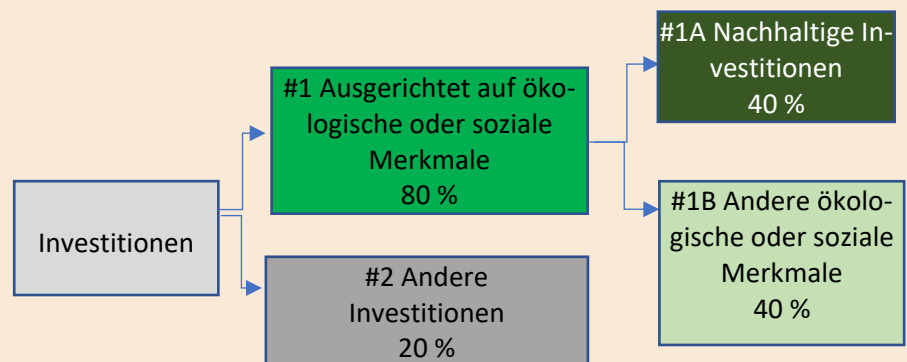 Investitionen
#1 Ausgerichtet auf öko-
logische oder soziale
Merkmale
80 %
#2 Andere
Investitionen
20 %
#1A Nachhaltige In-
vestitionen
40 %
#1B Andere ökolo-
gische oder soziale
Merkmale
40 %